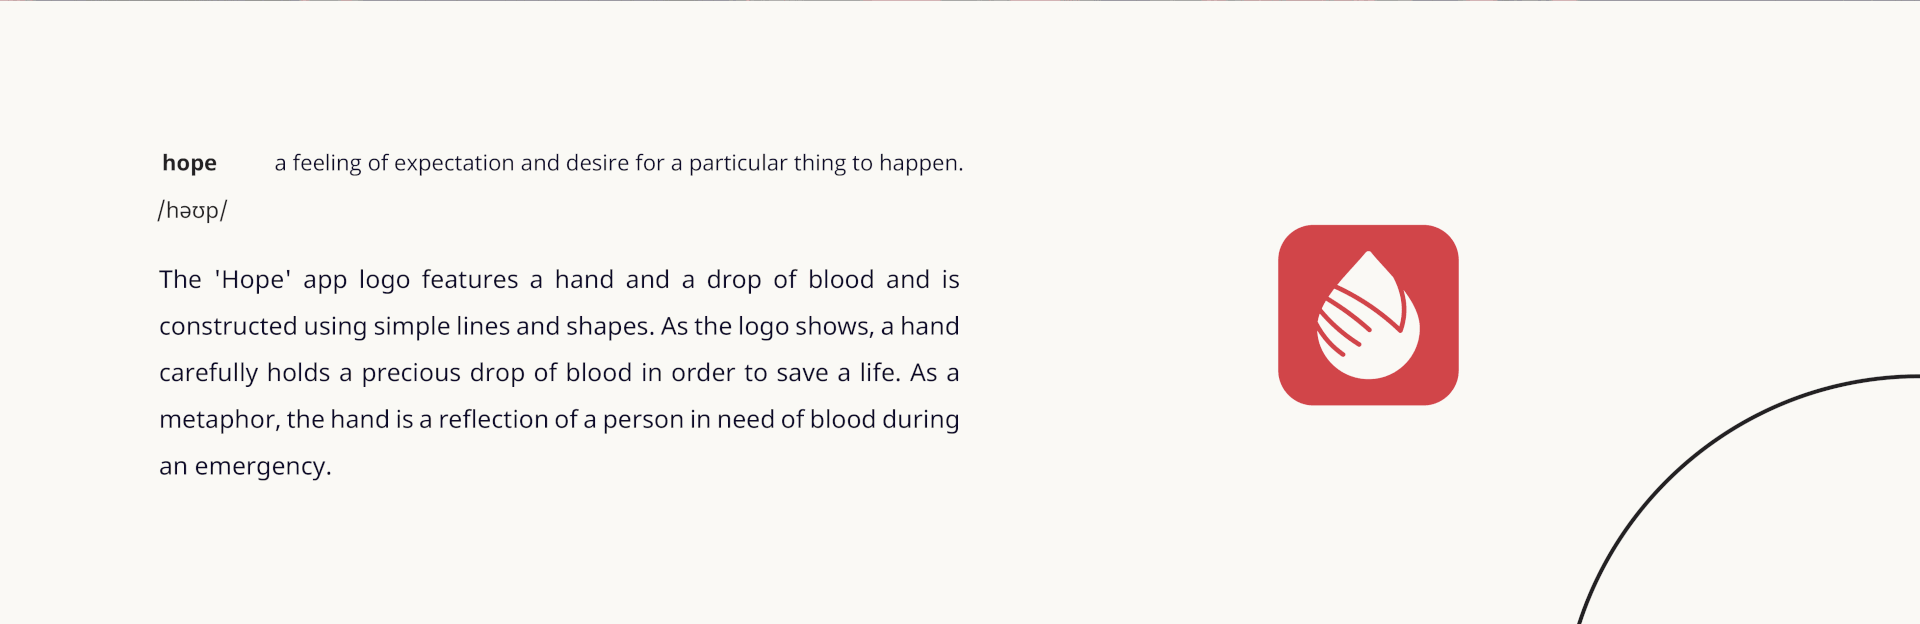 hope a feeling of expectation and desire for a particular thing to happen.
/həʊp/
The 'Hope' app logo features a hand and a drop of blood and is
constructed using simple lines and shapes. As the logo shows, a hand
carefully holds a precious drop of blood in order to save a life. As a
metaphor, the hand is a reflection of a person in need of blood during
an emergency.